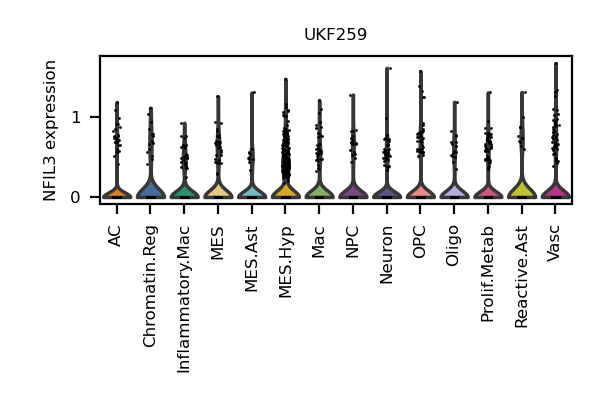 UKF259
NFIL3 expression
1
0
AC
Chromatin.Reg
Inflammatory.Mac
MES
MES.Ast
MES.Hyp
Mac
NPC
Neuron
OPC
Oligo
Prolif.Metab
Reactive.Ast
Vasc